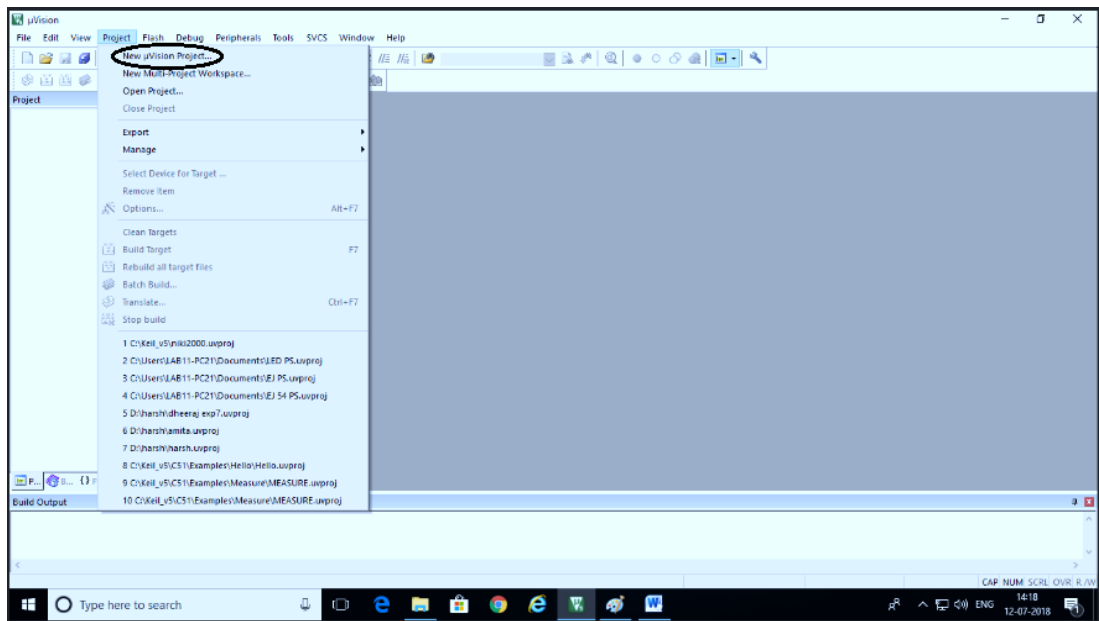 µVision
File Edit View Project Flash Debug Peripherals Tools SVCS Window Help
New µVision Project...
New Multi-Project Workspace...
Project
Open Project...
Close Project
Export
Manage
Select Device for Target ...
Remove Item
Options... Alt+F7
Clean Targets
Build Target F7
Rebuild all target files
Batch Build...
Translate... Ctrl+F7
Stop build
1 C:\Keil_v5\niki2000.uvproj
2 C:\Users\LAB11-PC21\Documents\LED PS.uvproj
3 C:\Users\LAB11-PC21\Documents\EJ PS.uvproj
4 C:\Users\LAB11-PC21\Documents\EJ 54 PS.uvproj
5 D:\harsh\dheeraj exp7.uvproj
6 D:\harsh\amita.uvproj
7 D:\harsh\harsh.uvproj
8 C:\Keil_v5\C51\Examples\Hello\Hello.uvproj
9 C:\Keil_v5\C51\Examples\Measure\MEASURE.uvproj
10 C:\Keil_v5\C51\Examples\Measure\MEASURE.uvproj
P... B... {} F
Build Output
CAP NUM SCRL OVR R/W
Type here to search
ENG
14:18
12-07-2018